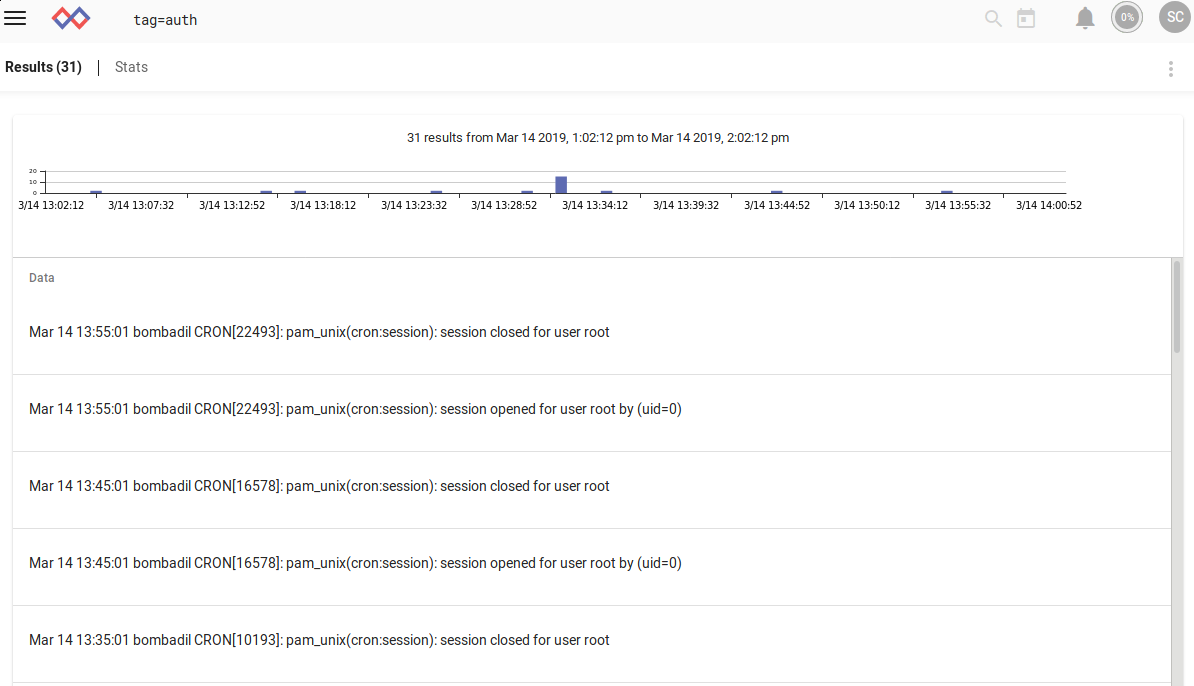 tag=auth
0%
SC
Results (31) | Stats
31 results from Mar 14 2019, 1:02:12 pm to Mar 14 2019, 2:02:12 pm
20
10
0
3/14 13:02:12 3/14 13:07:32 3/14 13:12:52 3/14 13:18:12 3/14 13:23:32 3/14 13:28:52 3/14 13:34:12 3/14 13:39:32 3/14 13:44:52 3/14 13:50:12 3/14 13:55:32 3/14 14:00:52
Data
Mar 14 13:55:01 bombadil CRON[22493]: pam_unix(cron:session): session closed for user root
Mar 14 13:55:01 bombadil CRON[22493]: pam_unix(cron:session): session opened for user root by (uid=0)
Mar 14 13:45:01 bombadil CRON[16578]: pam_unix(cron:session): session closed for user root
Mar 14 13:45:01 bombadil CRON[16578]: pam_unix(cron:session): session opened for user root by (uid=0)
Mar 14 13:35:01 bombadil CRON[10193]: pam_unix(cron:session): session closed for user root